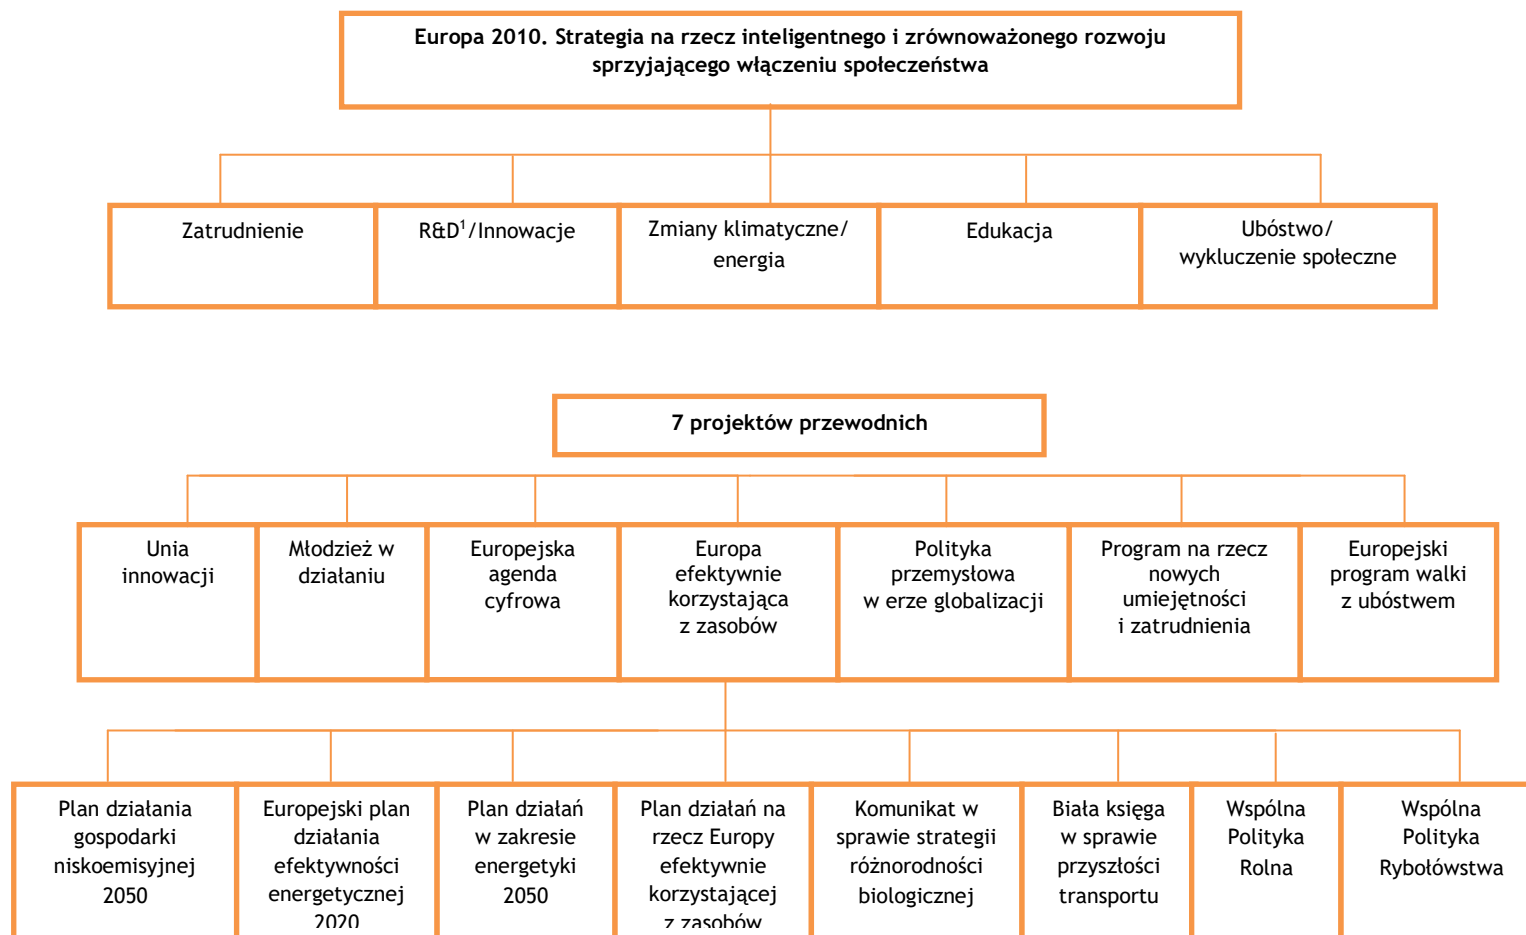 Europa 2010. Strategia na rzecz inteligentnego i zrównoważonego rozwoju
sprzyjającego włączeniu społeczeństwa
Zatrudnienie
R&D¹/Innowacje
Zmiany klimatyczne/
energia
Edukacja
Ubóstwo/
wykluczenie społeczne
7 projektów przewodnich
Unia
innowacji
Młodzież w
działaniu
Europejska
agenda
cyfrowa
Europa
efektywnie
korzystająca
z zasobów
Polityka
przemysłowa
w erze globalizacji
Program na rzecz
nowych
umiejętności
i zatrudnienia
Europejski
program walki
z ubóstwem
Plan działania
gospodarki
niskoemisyjnej
2050
Europejski plan
działania
efektywności
energetycznej
2020
Plan działań
w zakresie
energetyki
2050
Plan działań na
rzecz Europy
efektywnie
korzystającej
z zasobów
Komunikat w
sprawie strategii
różnorodności
biologicznej
Biała księga
w sprawie
przyszłości
transportu
Wspólna
Polityka
Rolna
Wspólna
Polityka
Rybołówstwa